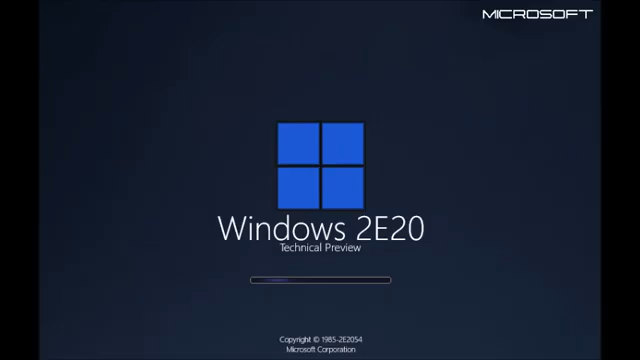 MICROSOFT
Windows 2E20
Technical Preview
Copyright © 1985-2E2054
Microsoft Corporation